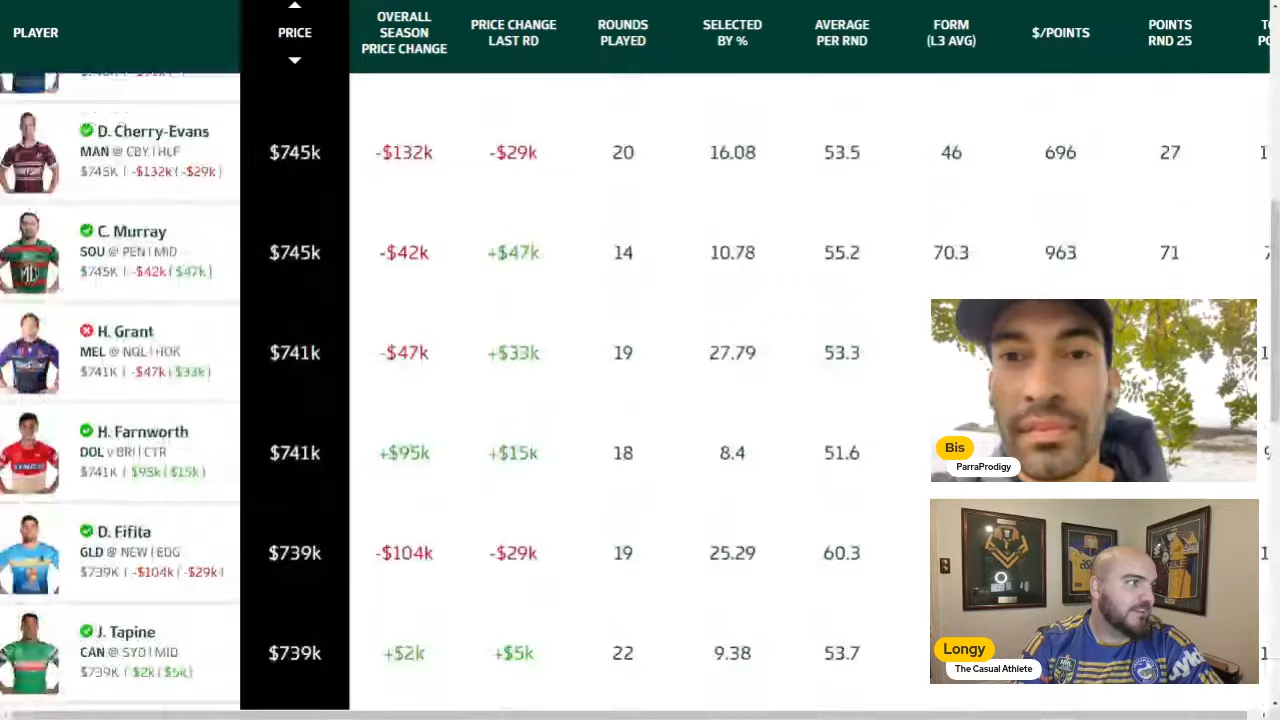 PLAYER
PRICE
OVERALL SEASON PRICE CHANGE
PRICE CHANGE LAST RD
ROUNDS PLAYED
SELECTED BY %
AVERAGE PER RND
FORM (L3 AVG)
$/POINTS
POINTS RND 25
D. Cherry-Evans
MAN @ CBY | HLF
$745K | -$132k ( -$29k )
$745k -$132k -$29k 20 16.08 53.5 46 696 27
C. Murray
SOU @ PEN | MID
$745K | -$42k ( $47k )
$745k -$42k +$47k 14 10.78 55.2 70.3 963 71
H. Grant
MEL @ NQL | HOK
$741K | -$47k ( $33k )
$741k -$47k +$33k 19 27.79 53.3
H. Farnworth
DOL v BRI | CTR
$741K | $95k ( $15k )
$741k +$95k +$15k 18 8.4 51.6
D. Fifita
GLD @ NEW | EDG
$739K | -$104k ( -$29k )
$739k -$104k -$29k 19 25.29 60.3
J. Tapine
CAN @ SYD | MID
$739K | $2k ( $5k )
$739k +$2k +$5k 22 9.38 53.7
Bis
ParraProdigy
Longy
The Casual Athlete